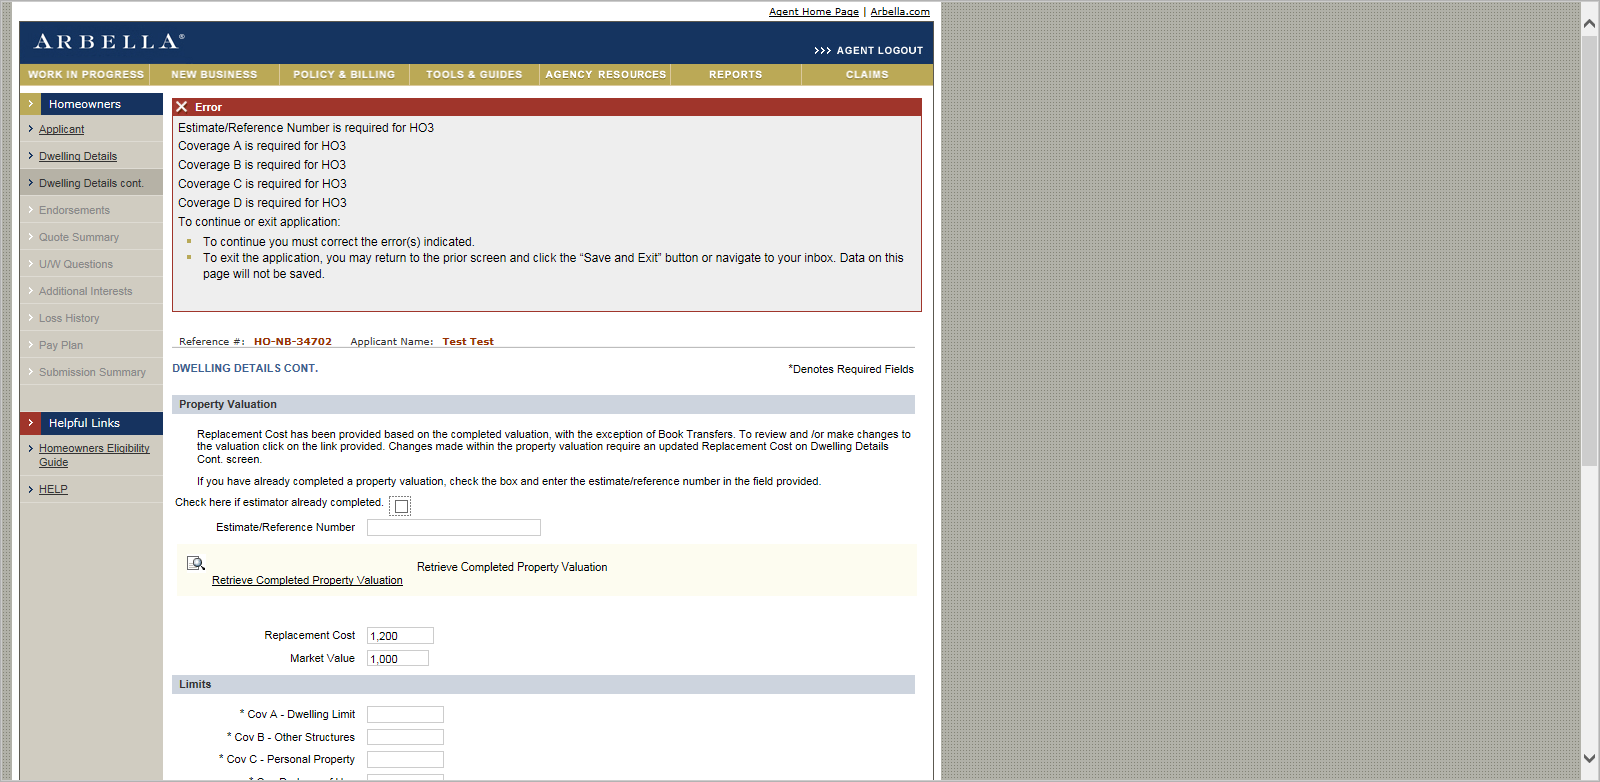 Agent Home Page | Arbella.com
ARBELLA®
>>> AGENT LOGOUT
WORK IN PROGRESS NEW BUSINESS POLICY & BILLING TOOLS & GUIDES AGENCY RESOURCES REPORTS CLAIMS
Homeowners
Applicant
Dwelling Details
Dwelling Details cont.
Endorsements
Quote Summary
U/W Questions
Additional Interests
Loss History
Pay Plan
Submission Summary
Helpful Links
Homeowners Eligibility
Guide
HELP
Error
Estimate/Reference Number is required for HO3
Coverage A is required for HO3
Coverage B is required for HO3
Coverage C is required for HO3
Coverage D is required for HO3
To continue or exit application:
To continue you must correct the error(s) indicated.
To exit the application, you may return to the prior screen and click the “Save and Exit” button or navigate to your inbox. Data on this
page will not be saved.
Reference #: HO-NB-34702 Applicant Name: Test Test
DWELLING DETAILS CONT.
*Denotes Required Fields
Property Valuation
Replacement Cost has been provided based on the completed valuation, with the exception of Book Transfers. To review and /or make changes to
the valuation click on the link provided. Changes made within the property valuation require an updated Replacement Cost on Dwelling Details
Cont. screen.
If you have already completed a property valuation, check the box and enter the estimate/reference number in the field provided.
Check here if estimator already completed.
Estimate/Reference Number
Retrieve Completed Property Valuation
Retrieve Completed Property Valuation
Replacement Cost 1,200
Market Value 1,000
Limits
* Cov A - Dwelling Limit
* Cov B - Other Structures
* Cov C - Personal Property